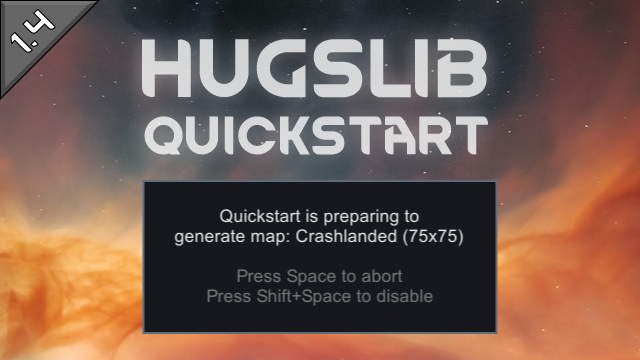 1.4
HUGSLIB
QUICKSTART
Quickstart is preparing to
generate map: Crashlanded (75x75)
Press Space to abort
Press Shift+Space to disable